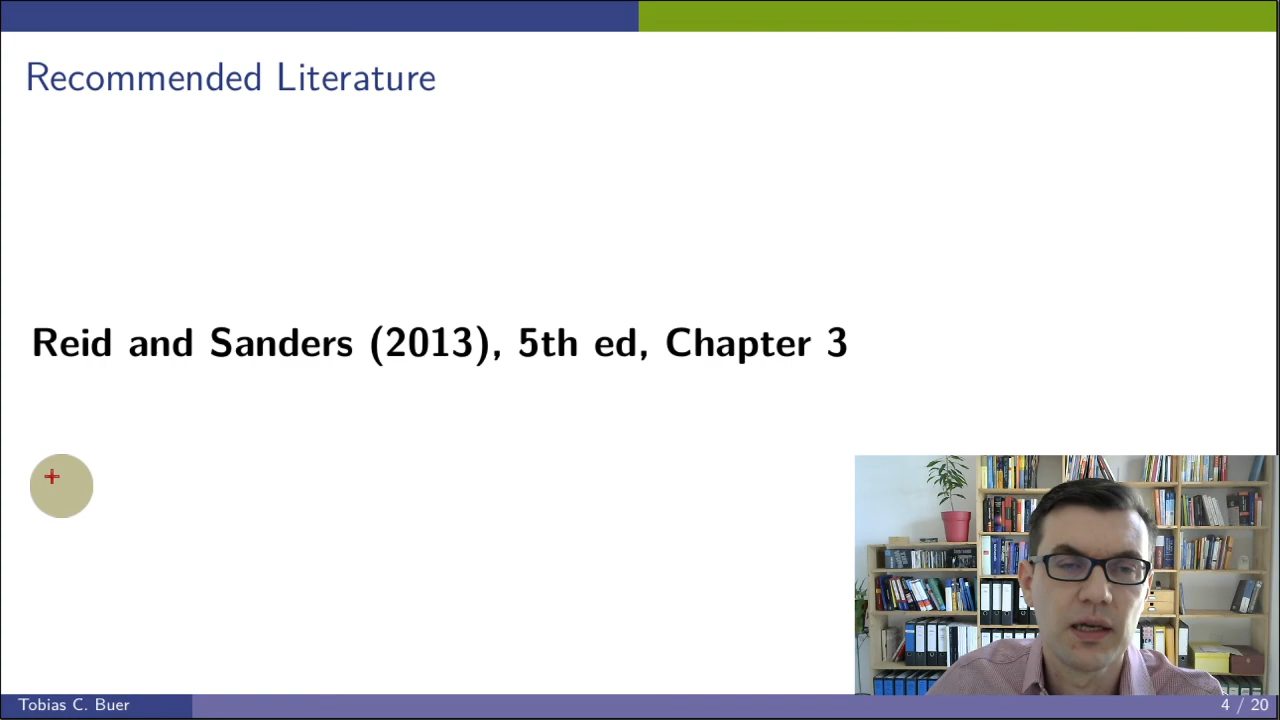 Recommended Literature
Reid and Sanders (2013), 5th ed, Chapter 3
Tobias C. Buer
4 / 20